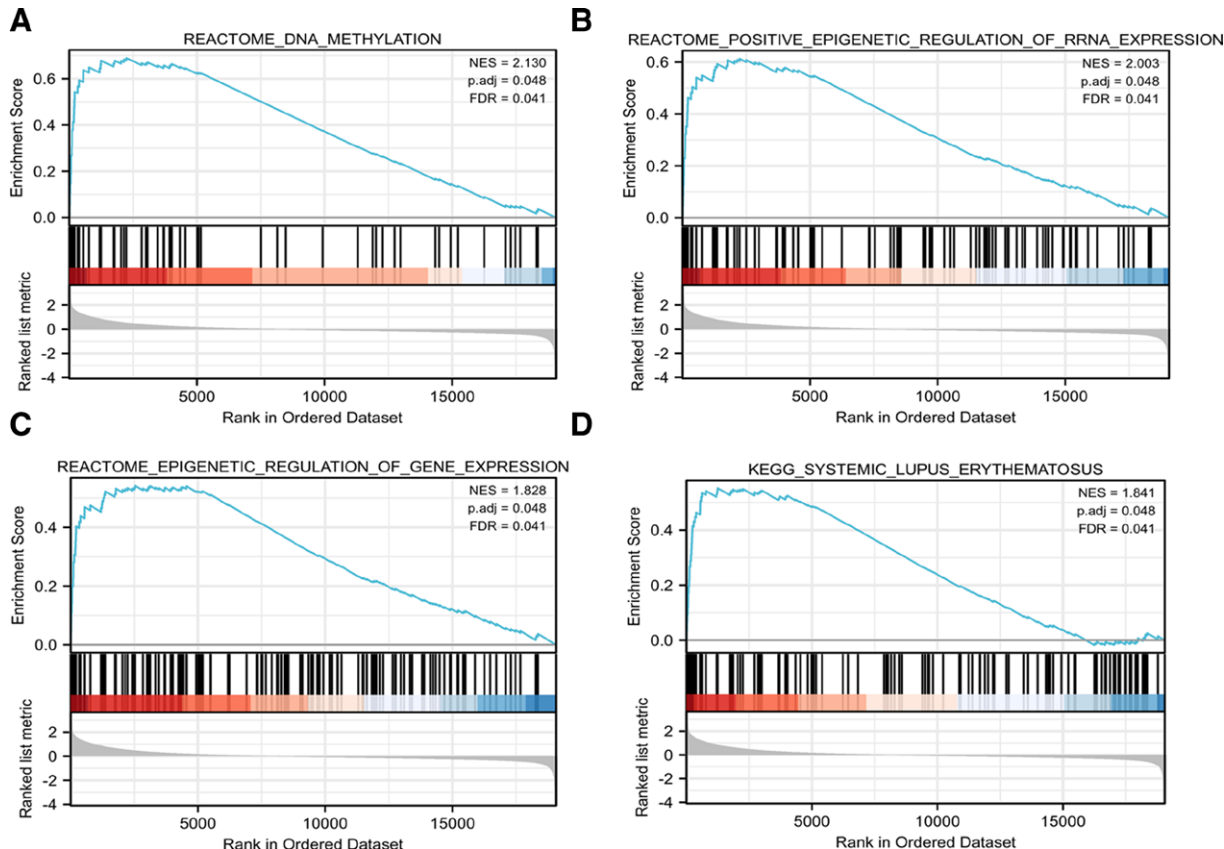 A
REACTOME_DNA_METHYLATION
NES = 2.130
p.adj = 0.048
FDR = 0.041
Enrichment Score
0.6
0.4
0.2
0.0
Ranked list metric
2
0
-2
-4
5000 10000 15000
Rank in Ordered Dataset
B
REACTOME_POSITIVE_EPIGENETIC_REGULATION_OF_RRNA_EXPRESSION
NES = 2.003
p.adj = 0.048
FDR = 0.041
Enrichment Score
0.6
0.4
0.2
0.0
Ranked list metric
2
0
-2
-4
5000 10000 15000
Rank in Ordered Dataset
C
REACTOME_EPIGENETIC_REGULATION_OF_GENE_EXPRESSION
NES = 1.828
p.adj = 0.048
FDR = 0.041
Enrichment Score
0.4
0.2
0.0
Ranked list metric
2
0
-2
-4
5000 10000 15000
Rank in Ordered Dataset
D
KEGG_SYSTEMIC_LUPUS_ERYTHEMATOSUS
NES = 1.841
p.adj = 0.048
FDR = 0.041
Enrichment Score
0.4
0.2
0.0
Ranked list metric
2
0
-2
-4
5000 10000 15000
Rank in Ordered Dataset